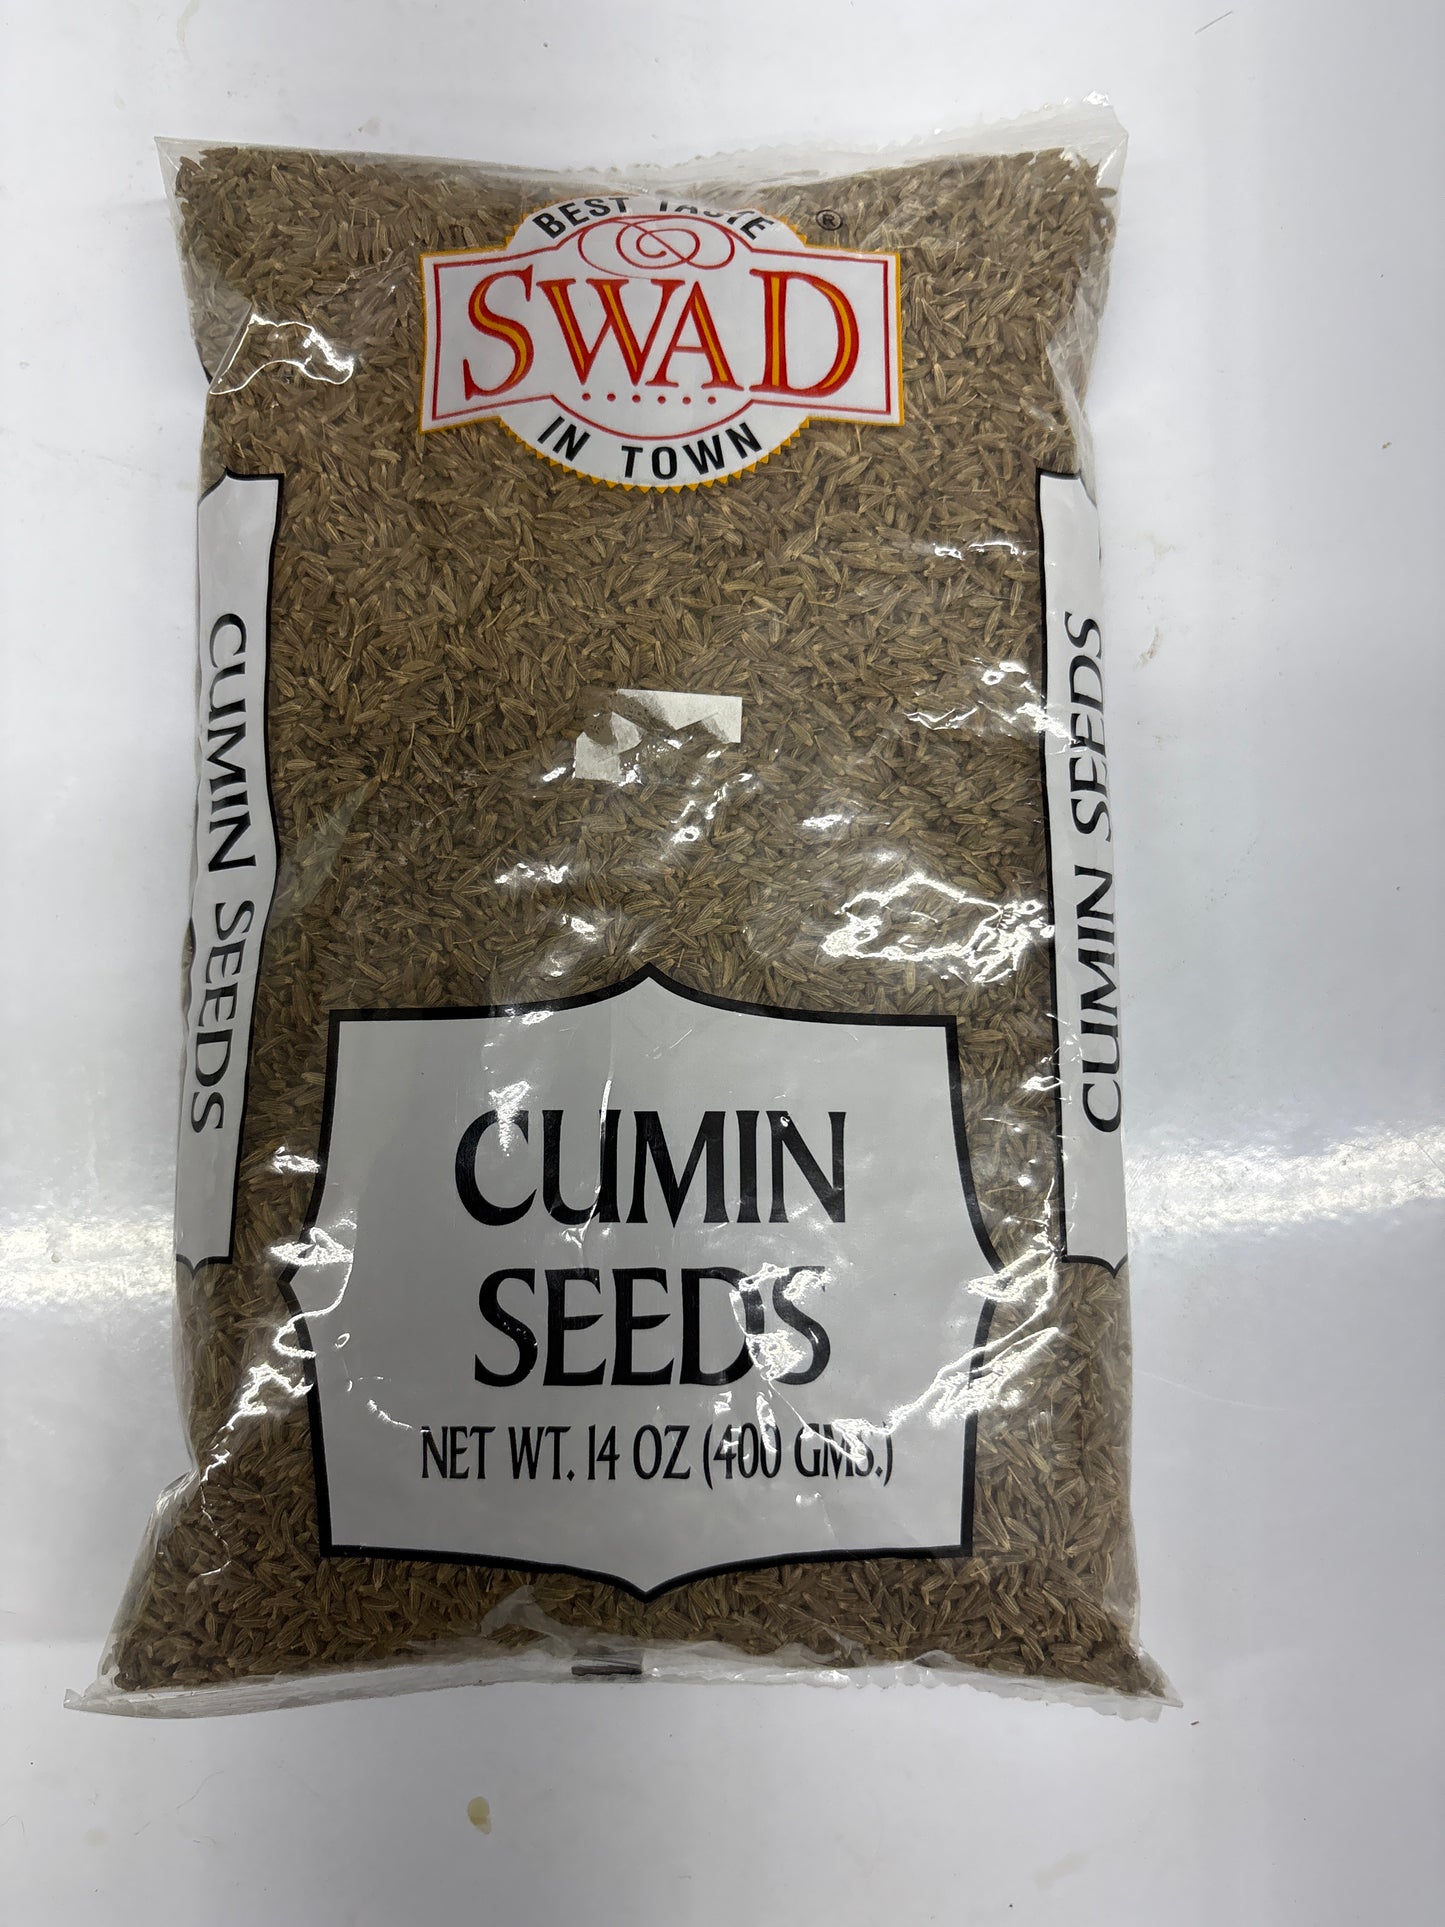 BEST TASTE
®
SWAD
IN TOWN
CUMIN SEEDS
CUMIN SEEDS
CUMIN
SEEDS
NET WT. 14 OZ (400 GMS.)